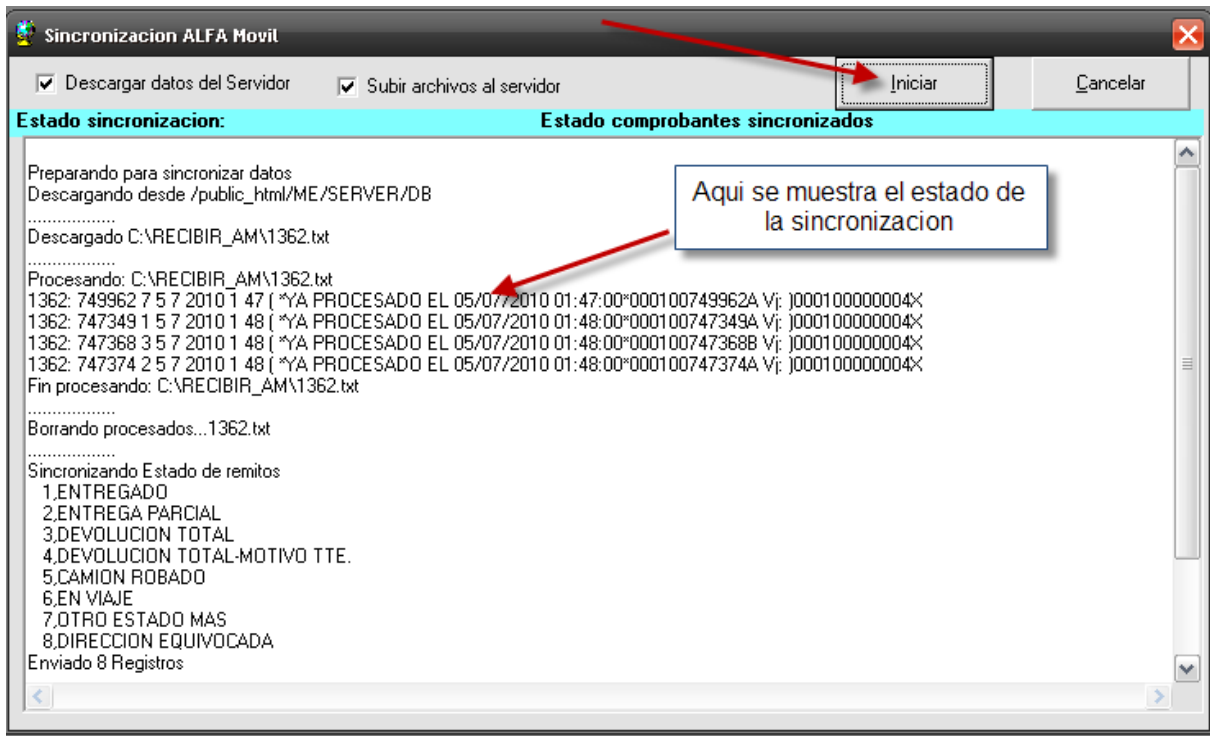 Sincronizacion ALFA Movil
Descargar datos del Servidor
Subir archivos al servidor
Iniciar
Cancelar
Estado sincronizacion:
Estado comprobantes sincronizados
Preparando para sincronizar datos
Descargando desde /public_html/ME/SERVER/DB
..................
Descargado C:\RECIBIR_AM\1362.txt
..................
Procesando: C:\RECIBIR_AM\1362.txt
1362: 749962 7 5 7 2010 1 47 ( *YA PROCESADO EL 05/07/2010 01:47:00*000100749962A Vj: )000100000004X
1362: 747349 1 5 7 2010 1 48 ( *YA PROCESADO EL 05/07/2010 01:48:00*000100747349A Vj: )000100000004X
1362: 747368 3 5 7 2010 1 48 ( *YA PROCESADO EL 05/07/2010 01:48:00*000100747368B Vj: )000100000004X
1362: 747374 2 5 7 2010 1 48 ( *YA PROCESADO EL 05/07/2010 01:48:00*000100747374A Vj: )000100000004X
Fin procesando: C:\RECIBIR_AM\1362.txt
..................
Borrando procesados...1362.txt
..................
Sincronizando Estado de remitos
1,ENTREGADO
2,ENTREGA PARCIAL
3,DEVOLUCION TOTAL
4,DEVOLUCION TOTAL-MOTIVO TTE.
5,CAMION ROBADO
6,EN VIAJE
7,OTRO ESTADO MAS
8,DIRECCION EQUIVOCADA
Enviado 8 Registros
Aqui se muestra el estado de
la sincronizacion